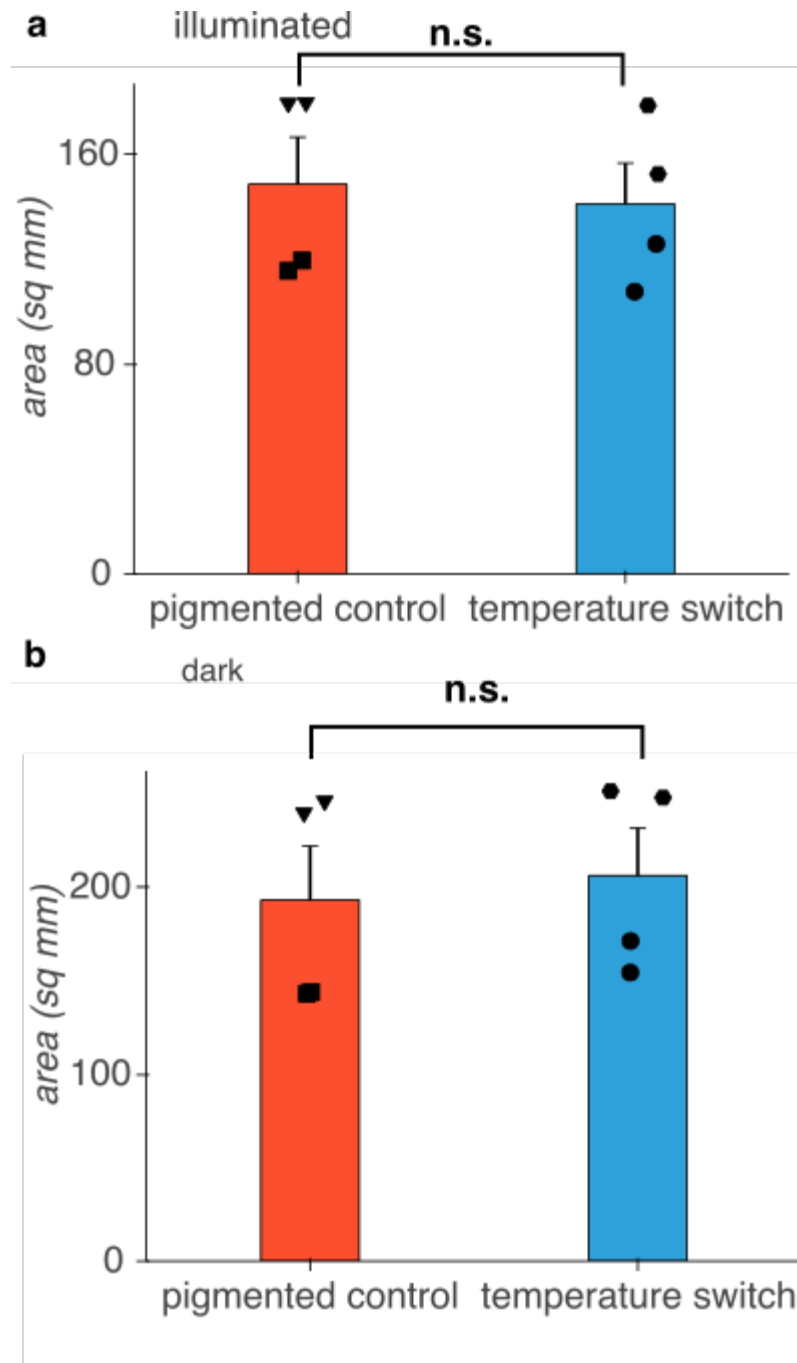 a
illuminated
n.s.
160
80
0
area (sq mm)
pigmented control
temperature switch
b
dark
n.s.
200
100
0
area (sq mm)
pigmented control
temperature switch